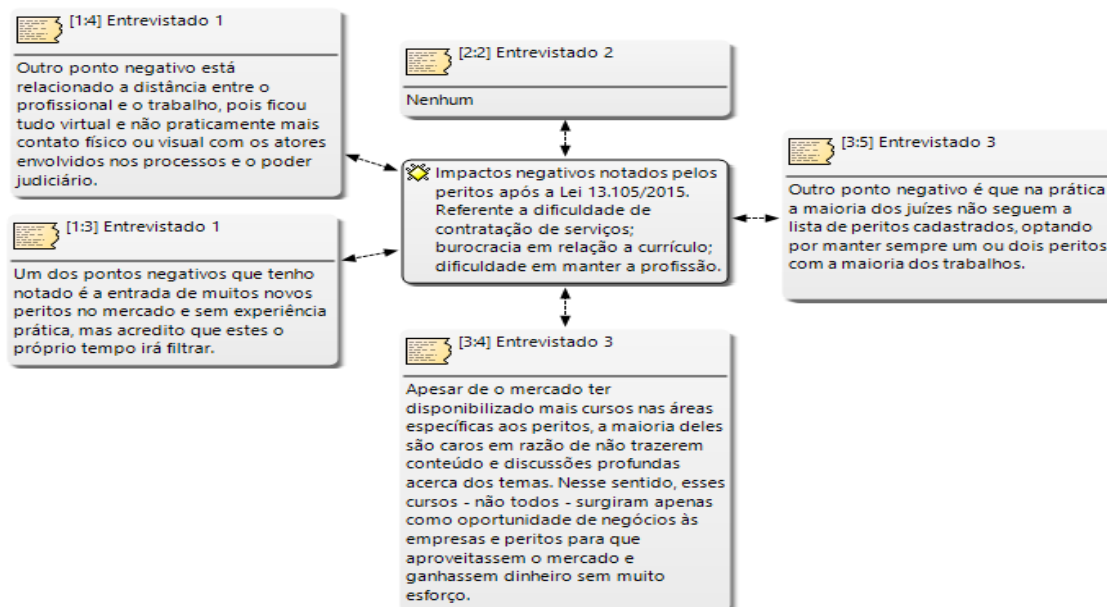 [1:4] Entrevistado 1
Outro ponto negativo está
relacionado a distância entre o
profissional e o trabalho, pois ficou
tudo virtual e não praticamente mais
contato físico ou visual com os atores
envolvidos nos processos e o poder
judiciário.
[2:2] Entrevistado 2
Nenhum
[1:3] Entrevistado 1
Um dos pontos negativos que tenho
notado é a entrada de muitos novos
peritos no mercado e sem experiência
prática, mas acredito que estes o
próprio tempo irá filtrar.
Impactos negativos notados pelos
peritos após a Lei 13.105/2015.
Referente a dificuldade de
contratação de serviços;
burocracia em relação a currículo;
dificuldade em manter a profissão.
[3:5] Entrevistado 3
Outro ponto negativo é que na prática
a maioria dos juízes não seguem a
lista de peritos cadastrados, optando
por manter sempre um ou dois peritos
com a maioria dos trabalhos.
[3:4] Entrevistado 3
Apesar de o mercado ter
disponibilizado mais cursos nas áreas
específicas aos peritos, a maioria deles
são caros em razão de não trazerem
conteúdo e discussões profundas
acerca dos temas. Nesse sentido, esses
cursos - não todos - surgiram apenas
como oportunidade de negócios às
empresas e peritos para que
aproveitassem o mercado e
ganhassem dinheiro sem muito
esforço.